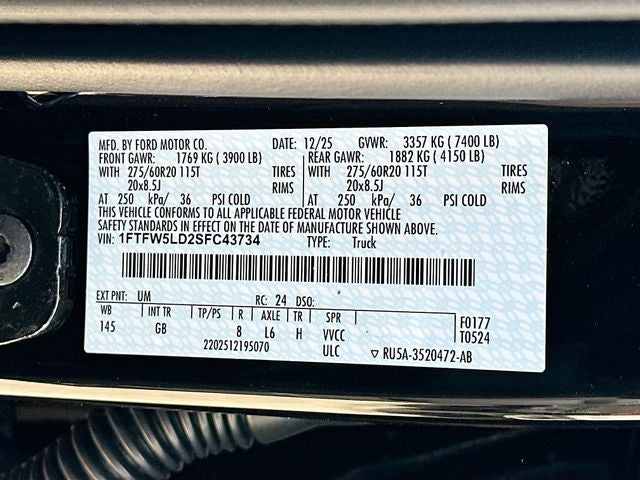 MFD. BY FORD MOTOR CO. DATE: 12/25 GVWR: 3357 KG ( 7400 LB)
FRONT GAWR: 1769 KG ( 3900 LB) REAR GAWR: 1882 KG ( 4150 LB)
WITH 275/60R20 115T TIRES WITH 275/60R20 115T TIRES
20x8.5J RIMS 20x8.5J RIMS
AT 250 kPa/ 36 PSI COLD AT 250 kPa/ 36 PSI COLD
THIS VEHICLE CONFORMS TO ALL APPLICABLE FEDERAL MOTOR VEHICLE
SAFETY STANDARDS IN EFFECT ON THE DATE OF MANUFACTURE SHOWN ABOVE.
VIN: 1FTFW5LD2SFC43734 TYPE: Truck
EXT PNT: UM RC: 24 DSO:
WB INT TR TP/PS R AXLE TR SPR F0177
145 GB 8 L6 H VVCC T0524
2202512195070 ULC ▽ RU5A-3520472-AB